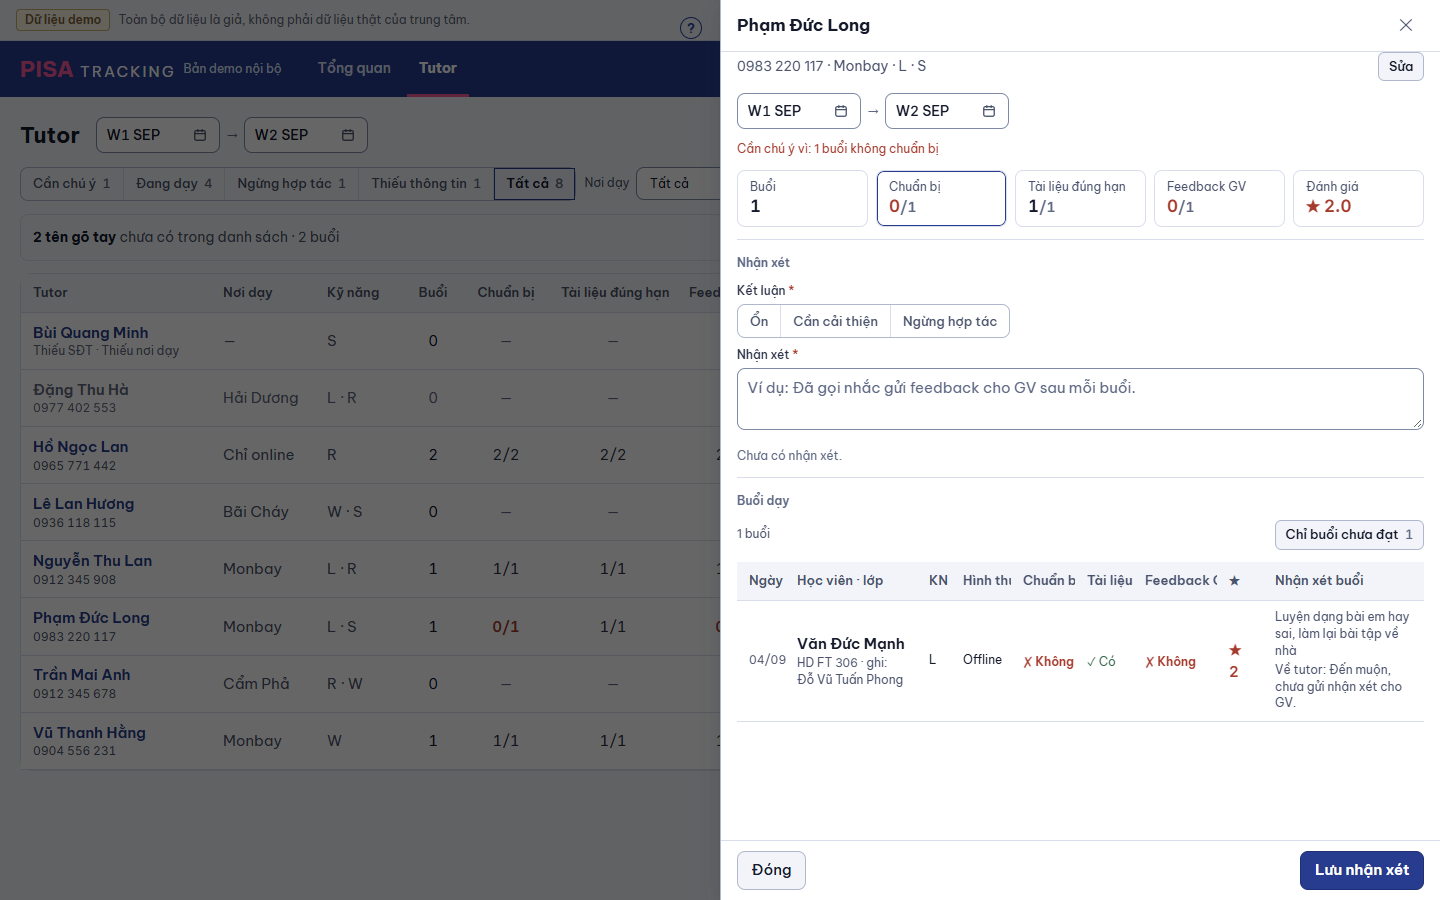 Dữ liệu demo Toàn bộ dữ liệu là giả, không phải dữ liệu thật của trung tâm. ?
PISA TRACKING Bản demo nội bộ Tổng quan Tutor
Tutor W1 SEP → W2 SEP
Cần chú ý 1 Đang dạy 4 Ngừng hợp tác 1 Thiếu thông tin 1 Tất cả 8 Nơi dạy Tất cả
2 tên gõ tay chưa có trong danh sách · 2 buổi
Tutor Nơi dạy Kỹ năng Buổi Chuẩn bị Tài liệu đúng hạn Feed
Bùi Quang Minh — S 0 — —
Thiếu SĐT · Thiếu nơi dạy
Đặng Thu Hà Hải Dương L · R 0 — —
0977 402 553
Hồ Ngọc Lan Chỉ online R 2 2/2 2/2
0965 771 442
Lê Lan Hương Bãi Cháy W · S 0 — —
0936 118 115
Nguyễn Thu Lan Monbay L · R 1 1/1 1/1
0912 345 908
Phạm Đức Long Monbay L · S 1 0/1 1/1
0983 220 117
Trần Mai Anh Cẩm Phả R · W 0 — —
0912 345 678
Vũ Thanh Hằng Monbay W 1 1/1 1/1
0904 556 231
Phạm Đức Long
0983 220 117 · Monbay · L · S Sửa
W1 SEP → W2 SEP
Cần chú ý vì: 1 buổi không chuẩn bị
Buổi Chuẩn bị Tài liệu đúng hạn Feedback GV Đánh giá
1 0/1 1/1 0/1 ★ 2.0
Nhận xét
Kết luận *
Ổn Cần cải thiện Ngừng hợp tác
Nhận xét *
Ví dụ: Đã gọi nhắc gửi feedback cho GV sau mỗi buổi.
Chưa có nhận xét.
Buổi dạy
1 buổi Chỉ buổi chưa đạt 1
Ngày Học viên · lớp KN Hình thư Chuẩn b Tài liệu Feedback ★ Nhận xét buổi
04/09 Văn Đức Mạnh L Offline ✗ Không ✓ Có ✗ Không ★ 2
HD FT 306 · ghi:
Đỗ Vũ Tuấn Phong
Luyện dạng bài em hay
sai, làm lại bài tập về
nhà
Về tutor: Đến muộn,
chưa gửi nhận xét cho
GV.
Đóng Lưu nhận xét